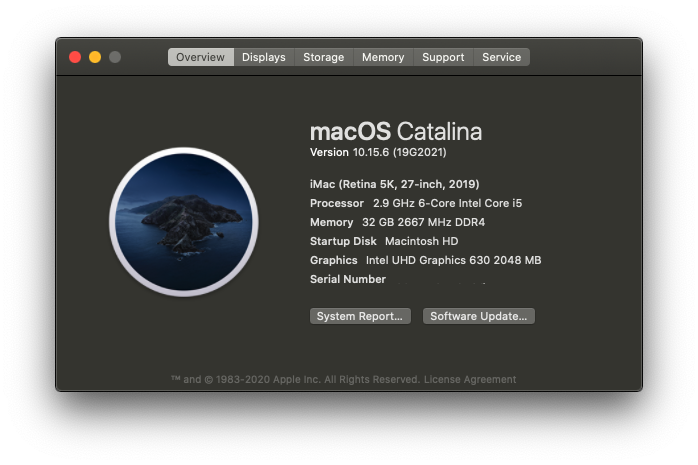 Overview Displays Storage Memory Support Service
macOS Catalina
Version 10.15.6 (19G2021)
iMac (Retina 5K, 27-inch, 2019)
Processor 2.9 GHz 6-Core Intel Core i5
Memory 32 GB 2667 MHz DDR4
Startup Disk Macintosh HD
Graphics Intel UHD Graphics 630 2048 MB
Serial Number
System Report... Software Update...
™ and © 1983-2020 Apple Inc. All Rights Reserved. License Agreement